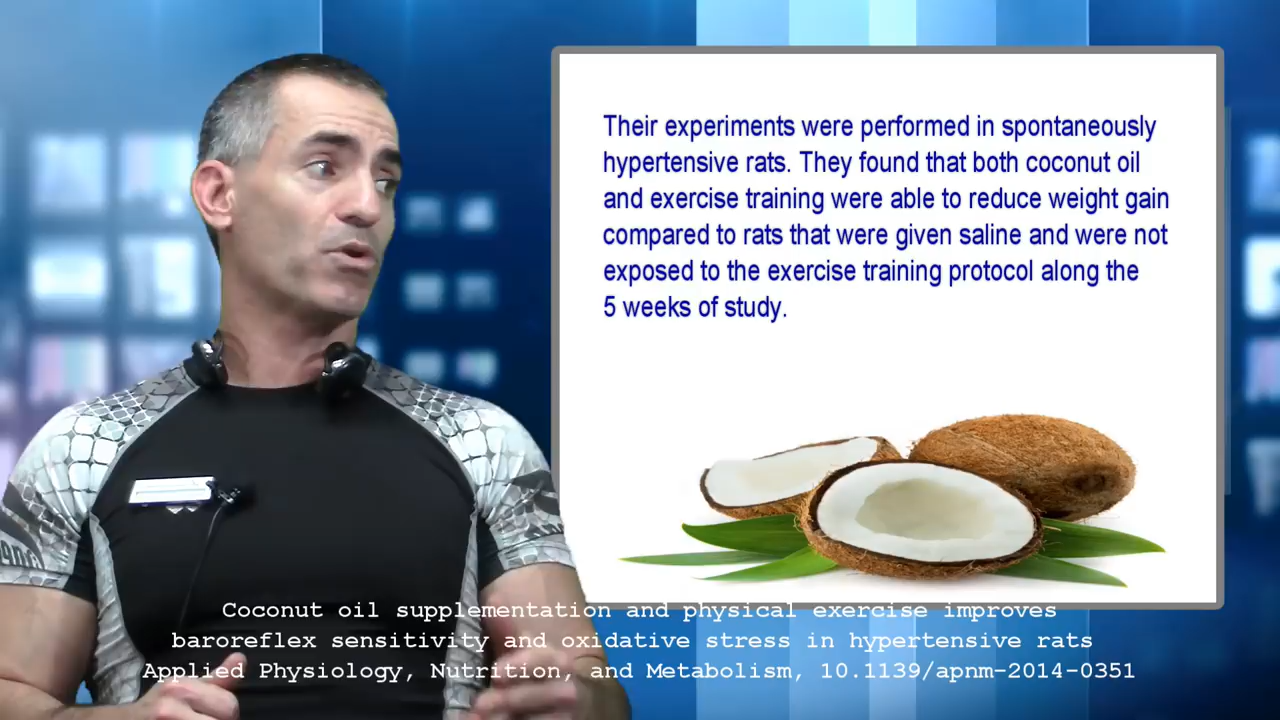 Their experiments were performed in spontaneously
hypertensive rats. They found that both coconut oil
and exercise training were able to reduce weight gain
compared to rats that were given saline and were not
exposed to the exercise training protocol along the
5 weeks of study.
Coconut oil supplementation and physical exercise improves
baroreflex sensitivity and oxidative stress in hypertensive rats
Applied Physiology, Nutrition, and Metabolism, 10.1139/apnm-2014-0351